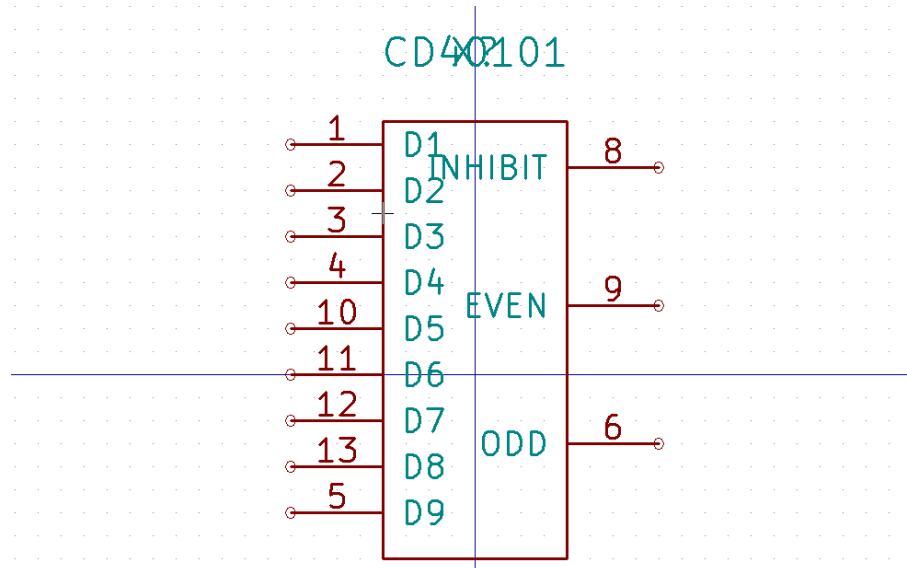 CD40101
X?
1 D1
INHIBIT 8
2 D2
3 D3
4 D4
EVEN 9
10 D5
11 D6
12 D7
ODD 6
13 D8
5 D9